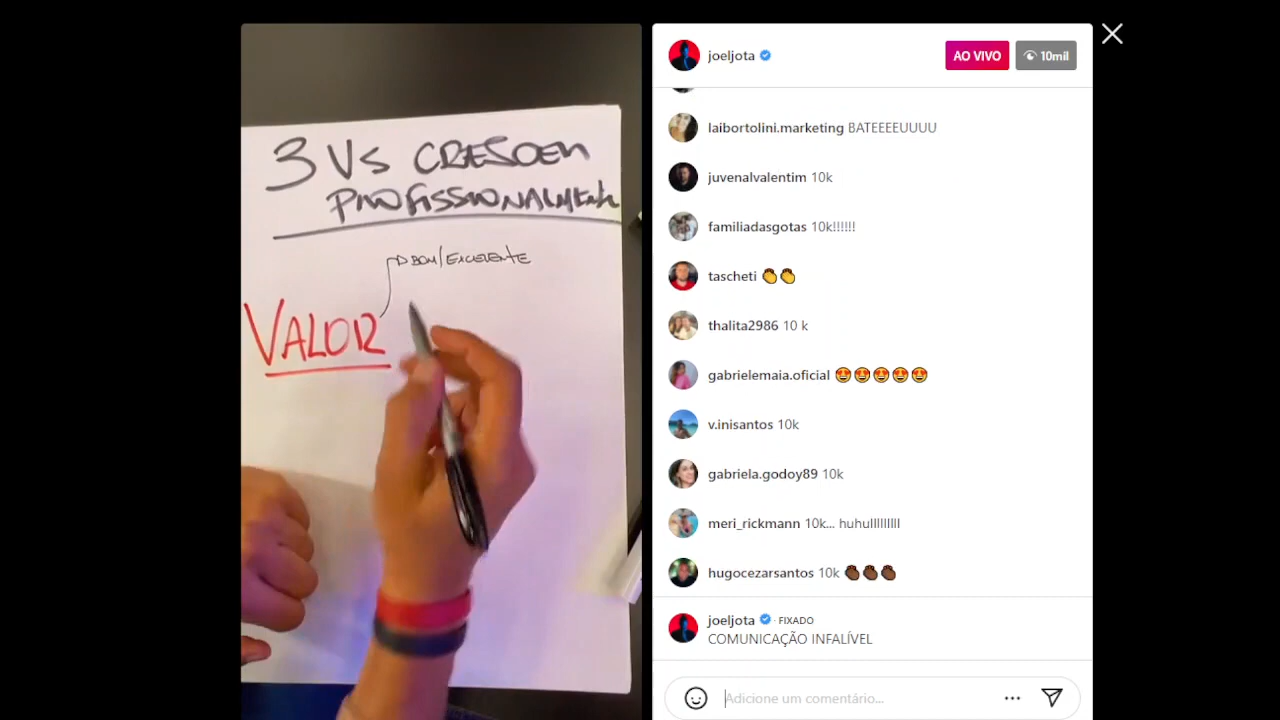 3 Vs CRESCER
PROFISSIONALMENTE
BOM/EXCELENTE
VALOR
joeljota
AO VIVO
10mil
laibortolini.marketing BATEEEEUUUU
juvenalvalentim 10k
familiadasgotas 10k!!!!!!
tascheti 👏👏
thalita2986 10 k
gabrielemaia.oficial 🤩🤩🤩🤩🤩
v.inisantos 10k
gabriela.godoy89 10k
meri_rickmann 10k... huhulllllllll
hugocezarsantos 10k 👏🏿👏🏿👏🏿
joeljota · FIXADO
COMUNICAÇÃO INFALÍVEL
Adicione um comentário...